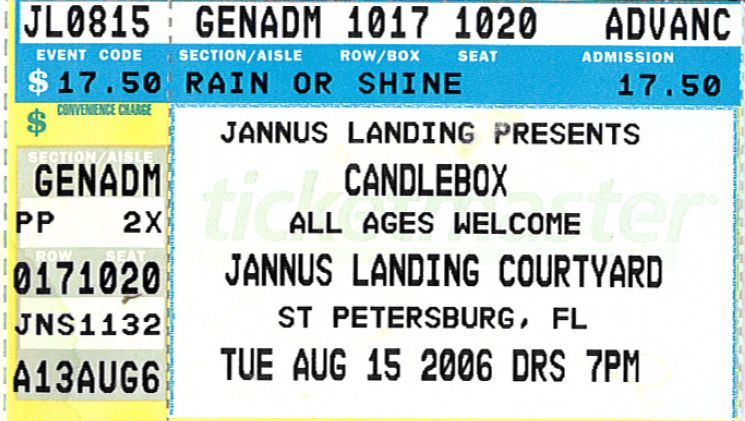 JL0815 GENADM 1017 1020 ADVANC
EVENT CODE SECTION/AISLE ROW/BOX SEAT ADMISSION
$ 17.50 RAIN OR SHINE 17.50
$ CONVENIENCE CHARGE
JANNUS LANDING PRESENTS
SECTION/AISLE
GENADM
CANDLEBOX
ticketmaster
PP 2X
ALL AGES WELCOME
ROW SEAT
0171020
JANNUS LANDING COURTYARD
JNS1132
ST PETERSBURG, FL
A13AUG6
TUE AUG 15 2006 DRS 7PM